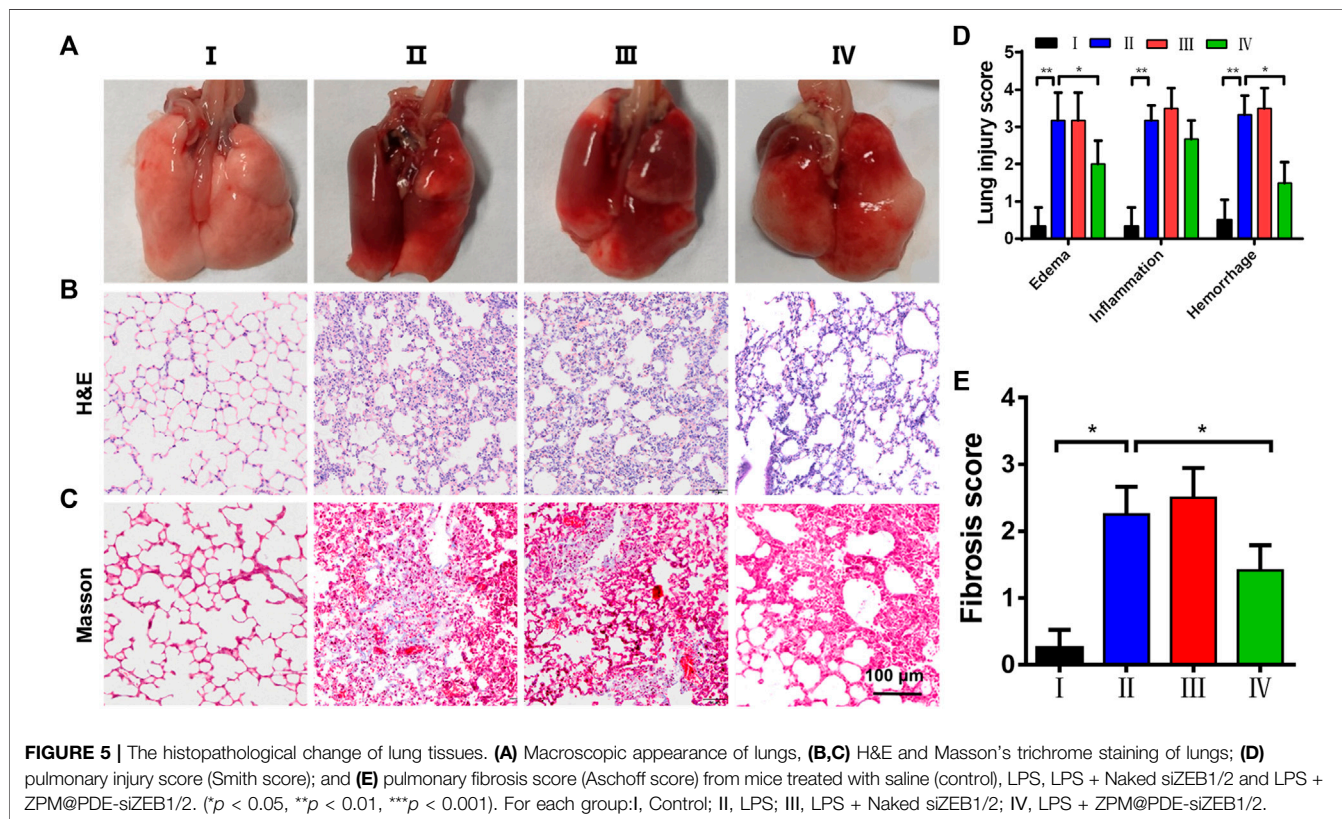 A
I
II
III
IV
B
H&E
C
Masson
100 µm
D
I II III IV
Lung injury score
5
4
3
2
1
0
** *
**
** *
Edema
Inflammation
Hemorrhage
E
Fibrosis score
4
3
2
1
0
* *
I II III IV
FIGURE 5 | The histopathological change of lung tissues. (A) Macroscopic appearance of lungs, (B,C) H&E and Masson's trichrome staining of lungs; (D)
pulmonary injury score (Smith score); and (E) pulmonary fibrosis score (Aschoff score) from mice treated with saline (control), LPS, LPS + Naked siZEB1/2 and LPS +
ZPM@PDE-siZEB1/2. (*p < 0.05, **p < 0.01, ***p < 0.001). For each group:I, Control; II, LPS; III, LPS + Naked siZEB1/2; IV, LPS + ZPM@PDE-siZEB1/2.